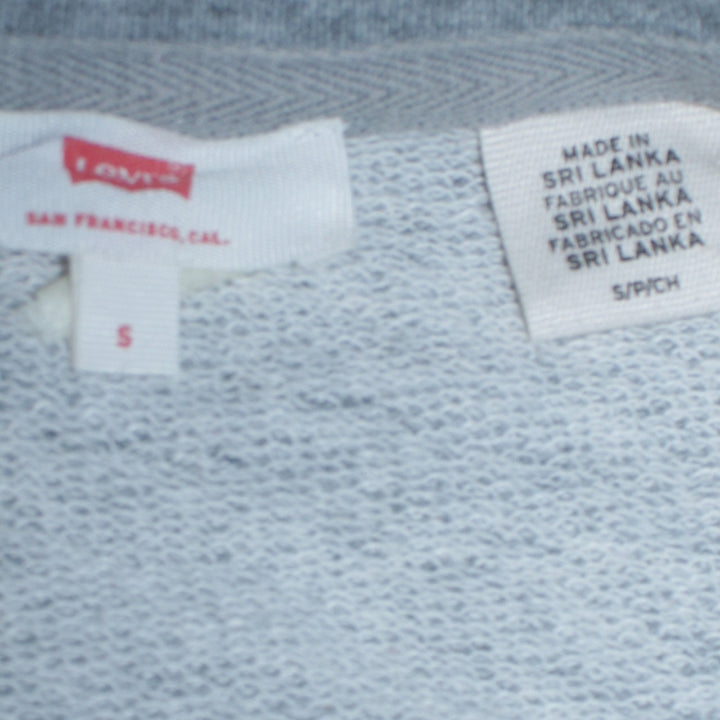 Levi's
SAN FRANCISCO, CAL.
S
MADE IN
SRI LANKA
FABRIQUE AU
SRI LANKA
FABRICADO EN
SRI LANKA
S/P/CH